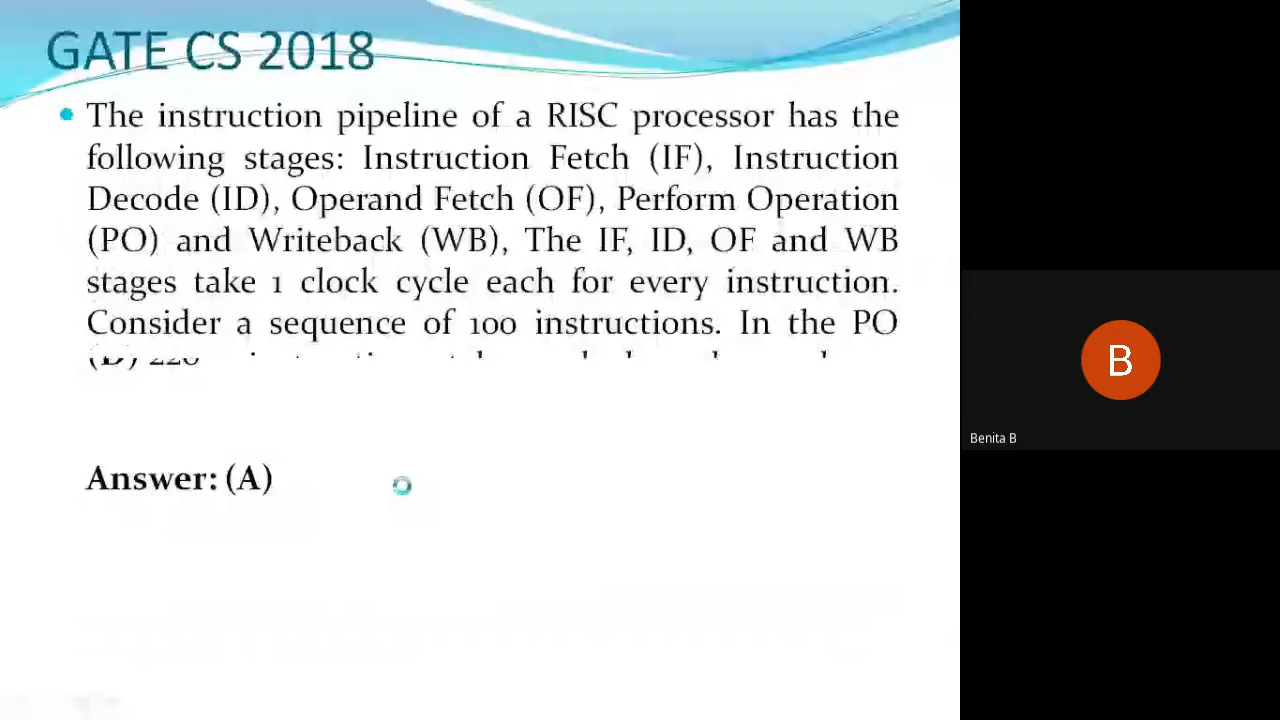 GATE CS 2018
The instruction pipeline of a RISC processor has the
following stages: Instruction Fetch (IF), Instruction
Decode (ID), Operand Fetch (OF), Perform Operation
(PO) and Writeback (WB), The IF, ID, OF and WB
stages take 1 clock cycle each for every instruction.
Consider a sequence of 100 instructions. In the PO
Answer: (A)
B
Benita B